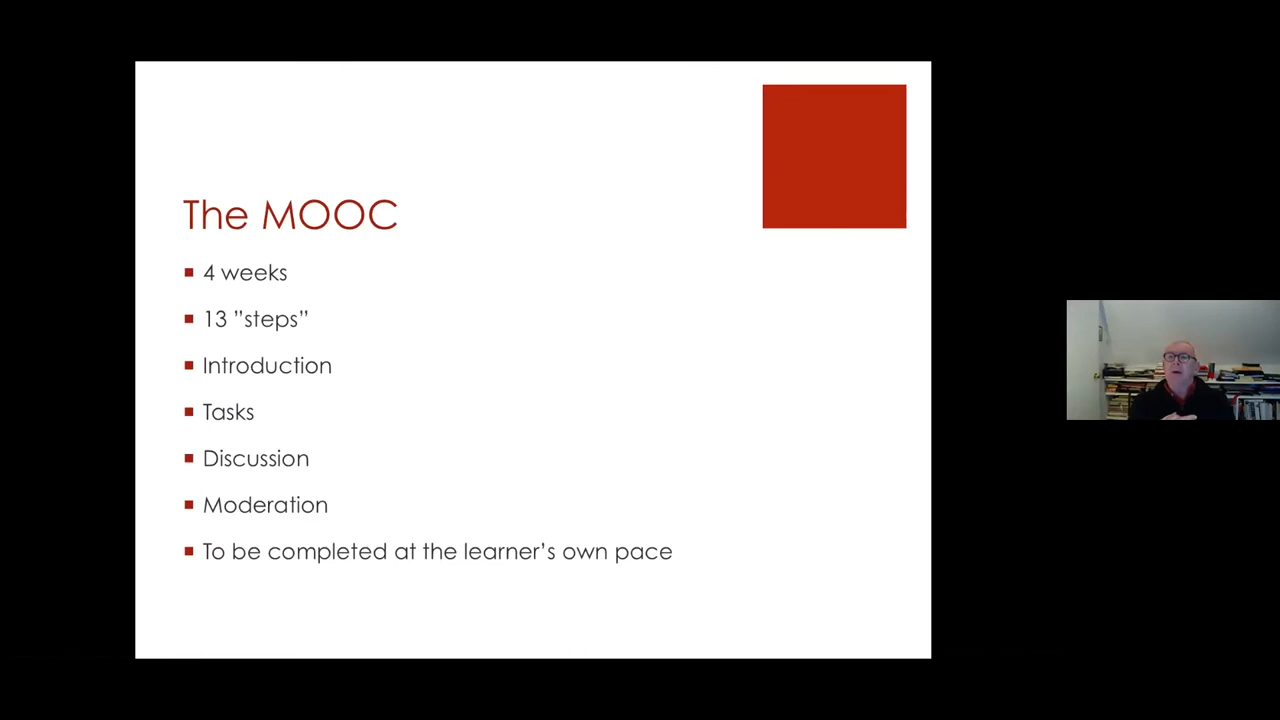 The MOOC
4 weeks
13 ”steps”
Introduction
Tasks
Discussion
Moderation
To be completed at the learner’s own pace